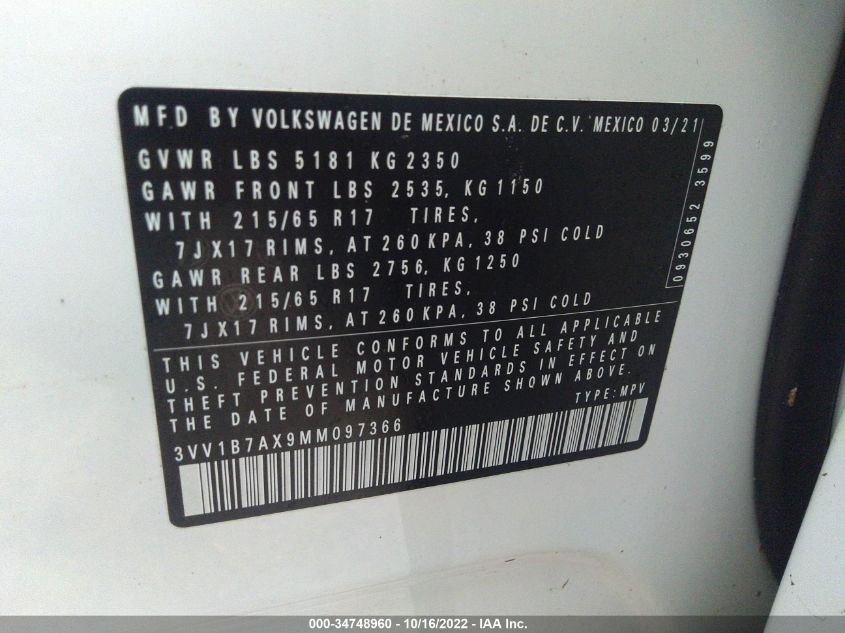 MFD BY VOLKSWAGEN DE MEXICO S.A. DE C.V. MEXICO 03/21
GVWR LBS 5181 KG 2350
GAWR FRONT LBS 2535, KG 1150
WITH 215/65 R17 TIRES,
7JX17 RIMS, AT 260 KPA, 38 PSI COLD
GAWR REAR LBS 2756, KG 1250
WITH 215/65 R17 TIRES,
7JX17 RIMS, AT 260 KPA, 38 PSI COLD
0930652 3599
THIS VEHICLE CONFORMS TO ALL APPLICABLE
U.S. FEDERAL MOTOR VEHICLE SAFETY AND
THEFT PREVENTION STANDARDS IN EFFECT ON
THE DATE OF MANUFACTURE SHOWN ABOVE.
TYPE: MPV
3VV1B7AX9MM097366
000-34748960 - 10/16/2022 - IAA Inc.